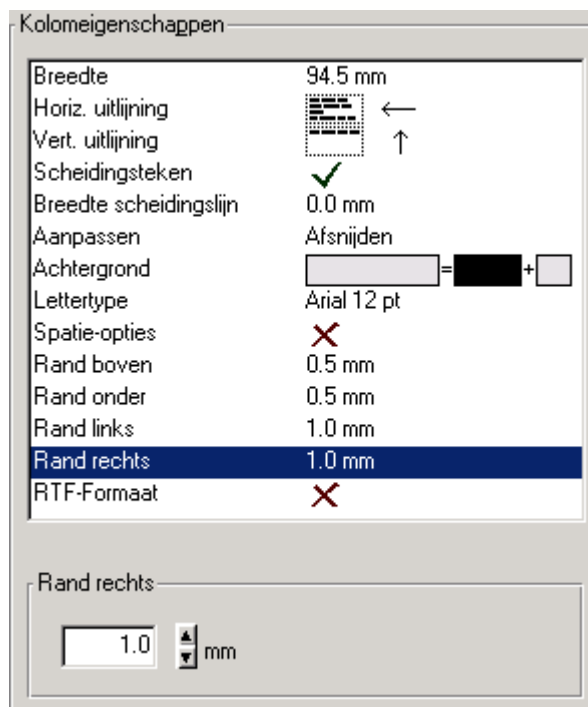 Kolomeigenschappen
Breedte 94.5 mm
Horiz. uitlijning
Vert. uitlijning
Scheidingsteken
Breedte scheidingslijn 0.0 mm
Aanpassen Afsnijden
Achtergrond = +
Lettertype Arial 12 pt
Spatie-opties
Rand boven 0.5 mm
Rand onder 0.5 mm
Rand links 1.0 mm
Rand rechts 1.0 mm
RTF-Formaat
Rand rechts
1.0 mm